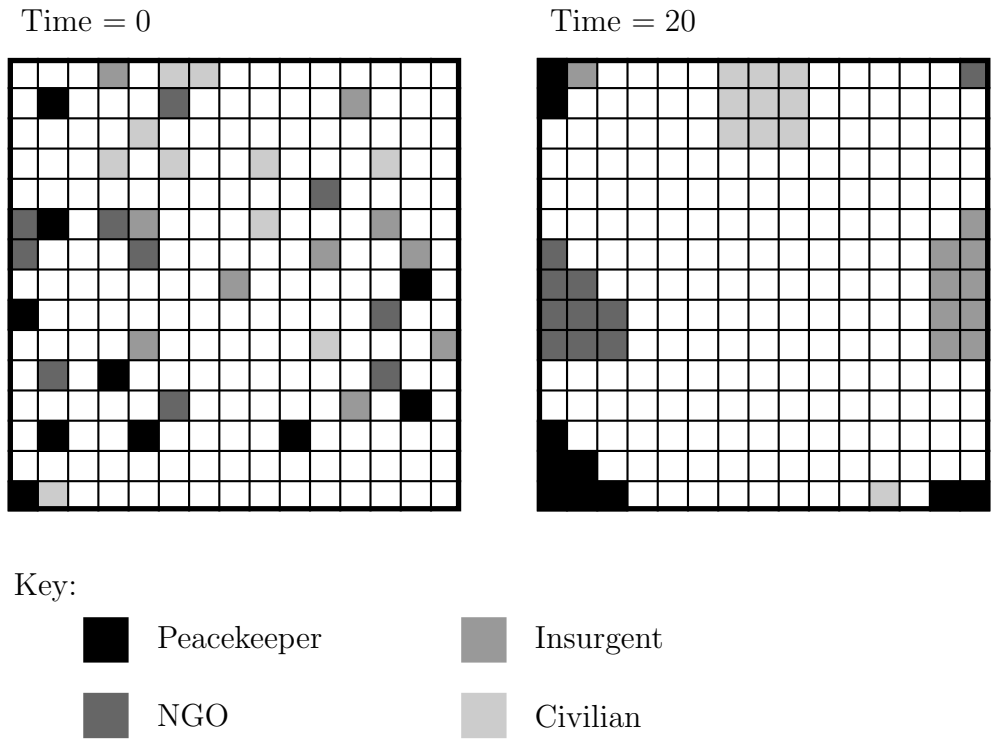 Time = 0
Time = 20
Key:
Peacekeeper
Insurgent
NGO
Civilian